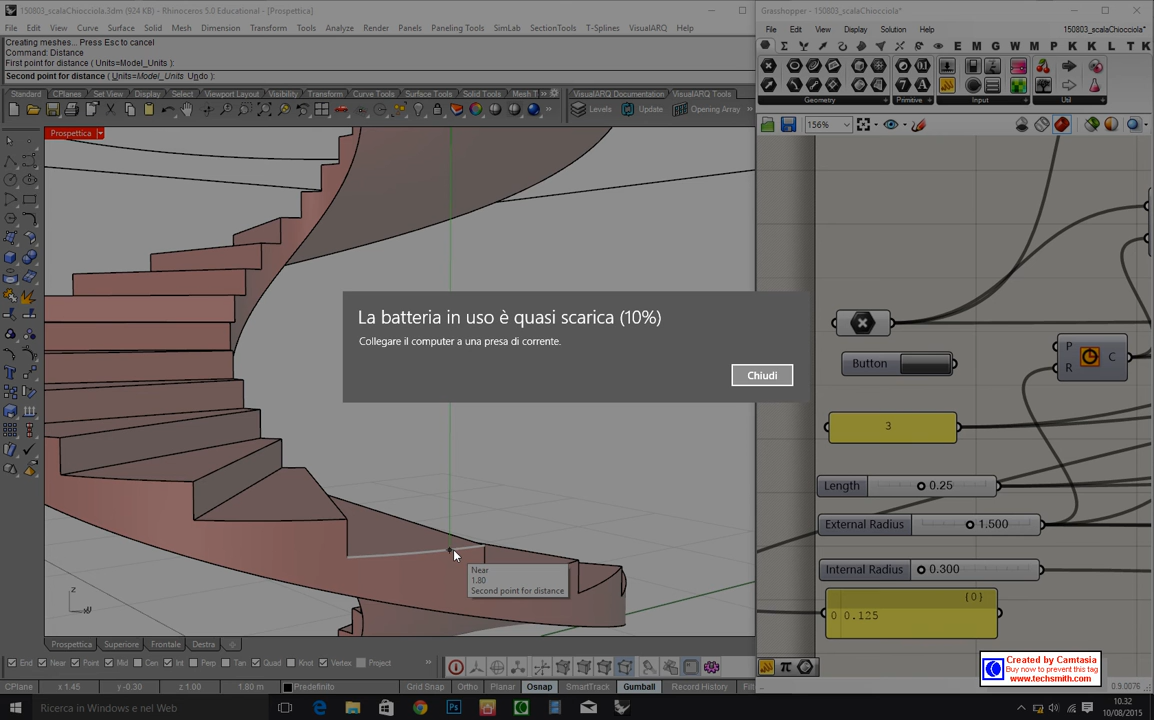 150803_scalaChiocciola.3dm (924 KB) - Rhinoceros 5.0 Educational - [Prospettica]
File Edit View Curve Surface Solid Mesh Dimension Transform Tools Analyze Render Panels Paneling Tools SimLab SectionTools T-Splines VisualARQ Help
Creating meshes... Press Esc to cancel
Command: Distance
First point for distance ( Units=Model_Units ):
Second point for distance ( Units=Model_Units Undo ):
Standard CPlanes Set View Display Select Viewport Layout Visibility Transform Curve Tools Surface Tools Solid Tools Mesh T
VisualARQ Documentation VisualARQ Tools
Levels Update Opening Array
Prospettica
La batteria in uso è quasi scarica (10%)
Collegare il computer a una presa di corrente.
Chiudi
Near
1.80
Second point for distance
z
Prospettica Superiore Frontale Destra
End Near Point Mid Cen Int Perp Tan Quad Knot Vertex Project
CPlane x 1.45 y -0.30 z 1.00 1.80 m Predefinito Grid Snap Ortho Planar Osnap SmartTrack Gumball Record History
Grasshopper - 150803_scalaChiocciola*
File Edit View Display Solution Help 150803_scalaChiocciola*
E M G W M P K K L T K
Geometry Primitive Input Util
156%
Button
P
R
C
3
Length 0.25
External Radius 1.500
Internal Radius 0.300
{0}
0 0.125
Created by Camtasia
Buy now to prevent this tag
www.techsmith.com
0.9.0076
Ricerca in Windows e nel Web
10.32
10/08/2015